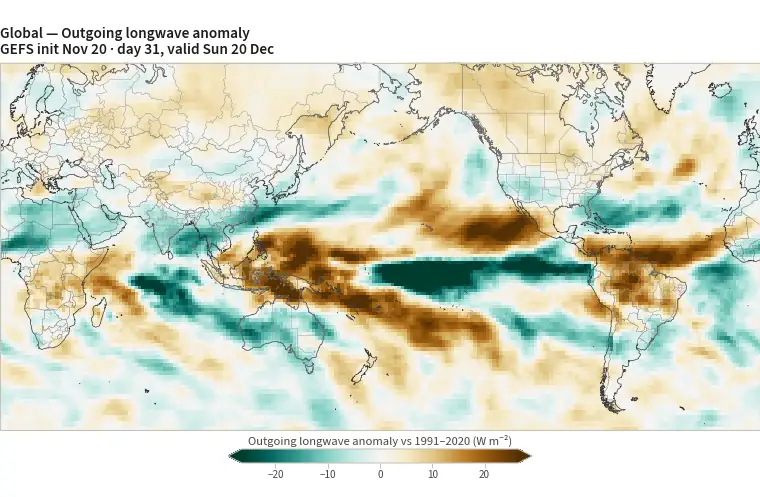 Global — Outgoing longwave anomaly
GEFS init Nov 20 · day 31, valid Sun 20 Dec
Outgoing longwave anomaly vs 1991–2020 (W m⁻²)
−20 −10 0 10 20